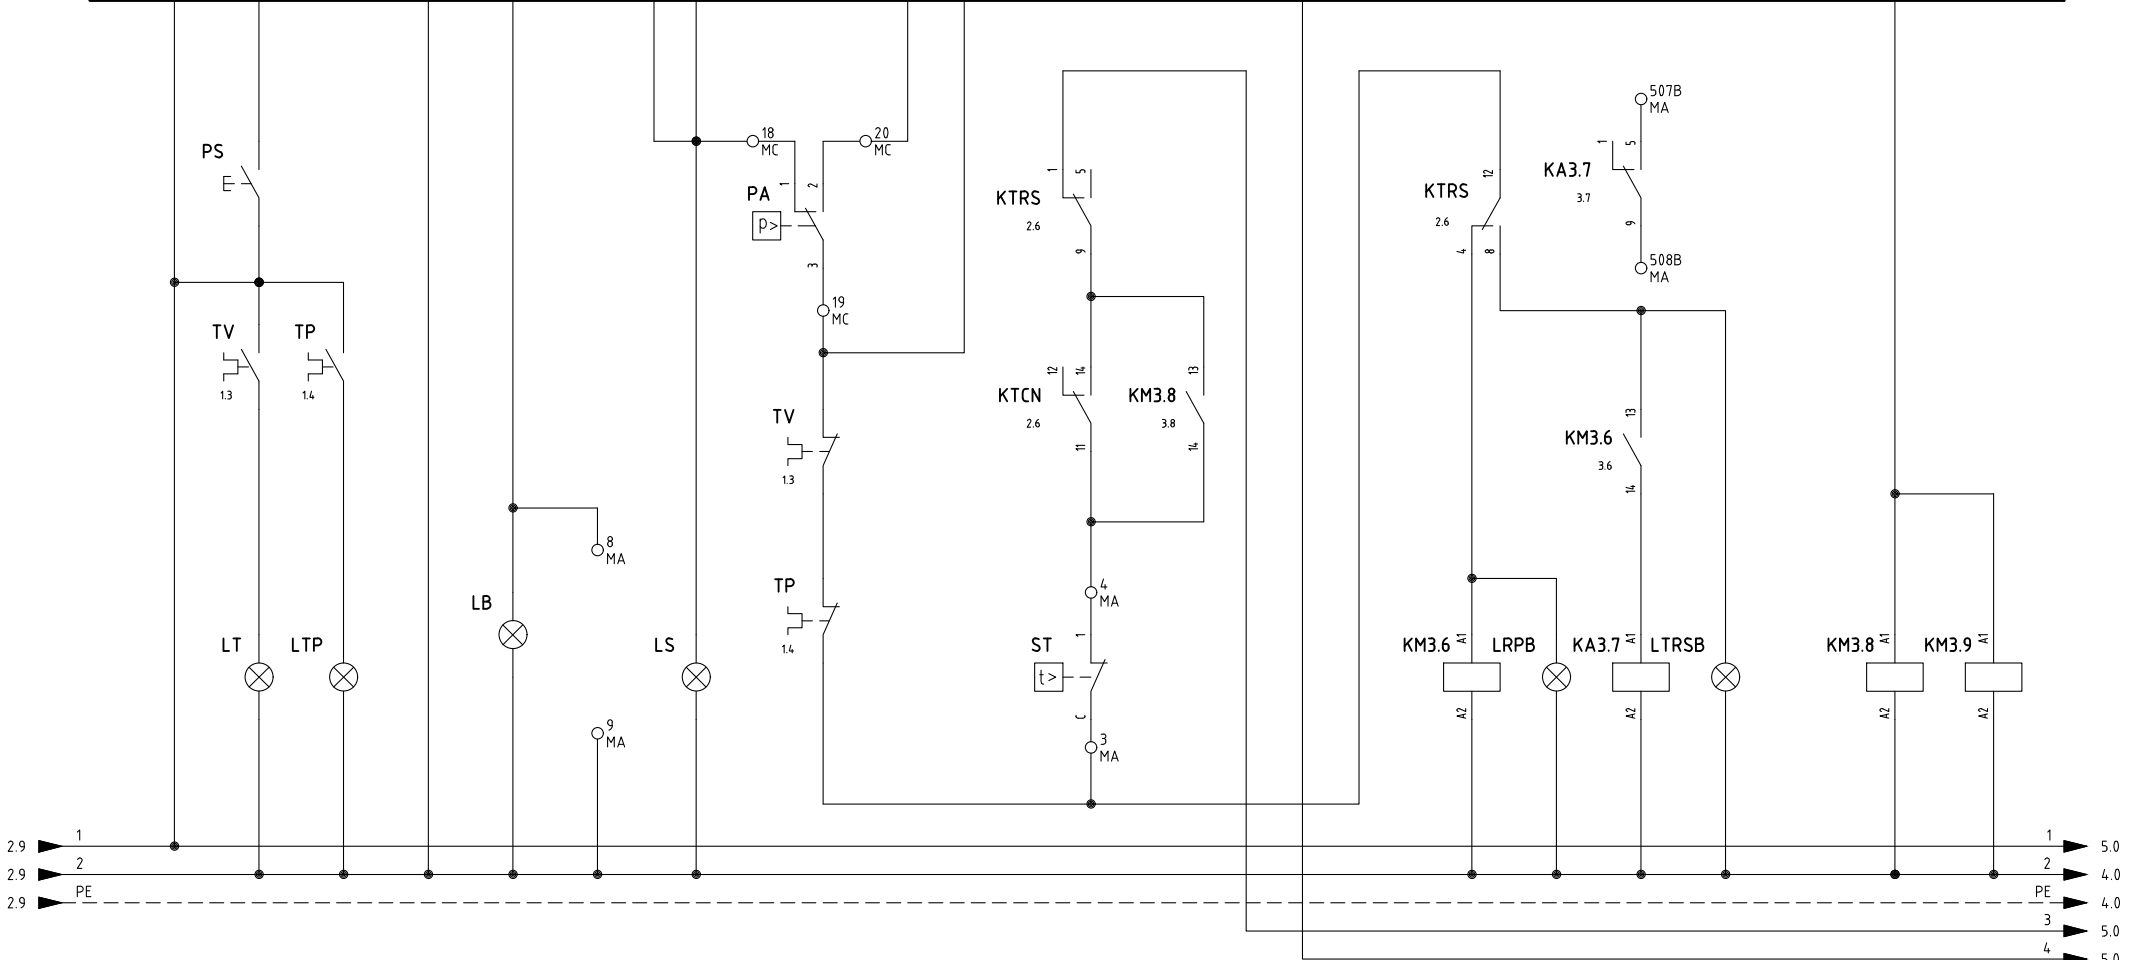 507B
MA
18
MC
20
MC
PS
1
5
1
5
KA3.7
3.7
12
KTRS
2.6
PA
1
2
p>
KTRS
2.6
9
3
9
4
8
508B
MA
19
MC
TV
1.3
TP
1.4
12
14
13
KTCN
2.6
KM3.8
3.8
11
14
TV
1.3
13
KM3.6
3.6
14
8
MA
TP
1.4
4
MA
LB
LT
LTP
LS
ST
1
t>
C
KM3.6
A1
A2
LRPB
KA3.7
A1
A2
LTRSB
KM3.8
A1
A2
KM3.9
A1
A2
9
MA
3
MA
2.9
1
1
5.0
2.9
2
2
4.0
2.9
PE
PE
4.0
3
5.0
4
5.0